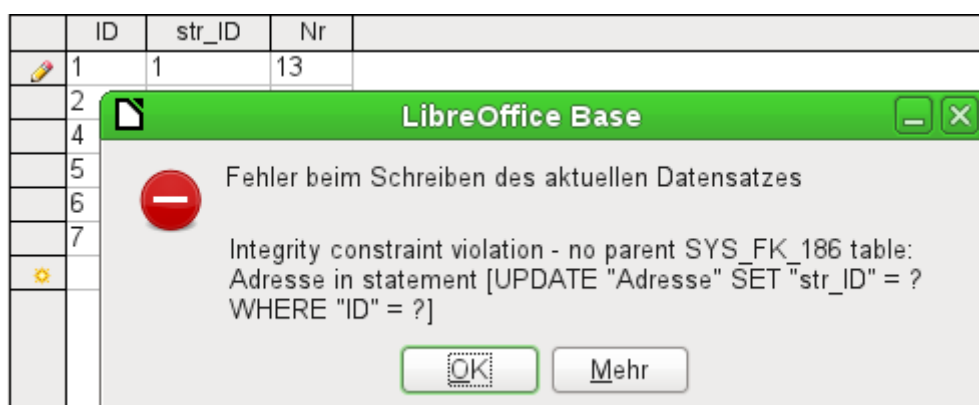 ID str_ID Nr
1 1 13
2
LibreOffice Base
4
5
Fehler beim Schreiben des aktuellen Datensatzes
6
7
Integrity constraint violation - no parent SYS_FK_186 table:
Adresse in statement [UPDATE "Adresse" SET "str_ID" = ?
WHERE "ID" = ?]
OK Mehr